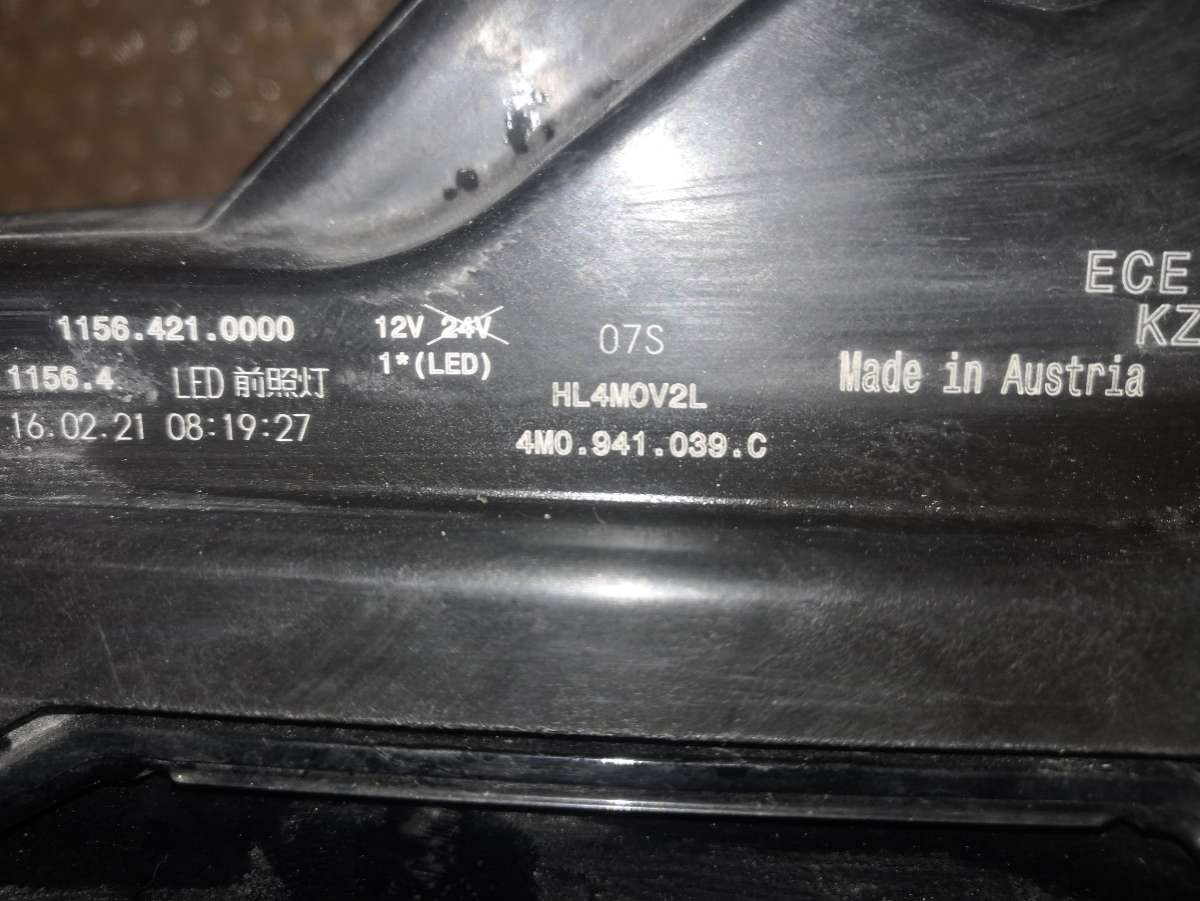 ECE
KZ
1156.421.0000
12V 24V
1*(LED)
07S
1156.4
LED 前照灯
HL4M0V2L
Made in Austria
16.02.21 08:19:27
4M0.941.039.C